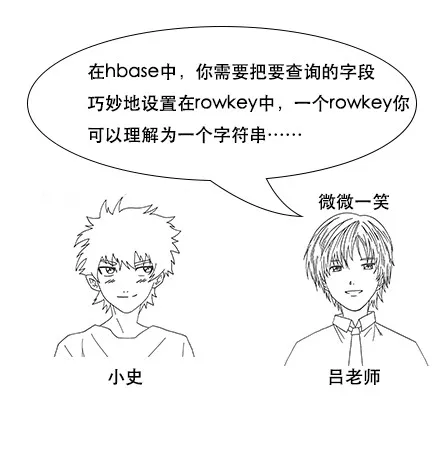 在hbase中，你需要把要查询的字段
巧妙地设置在rowkey中，一个rowkey你
可以理解为一个字符串……
微微一笑
小史
吕老师